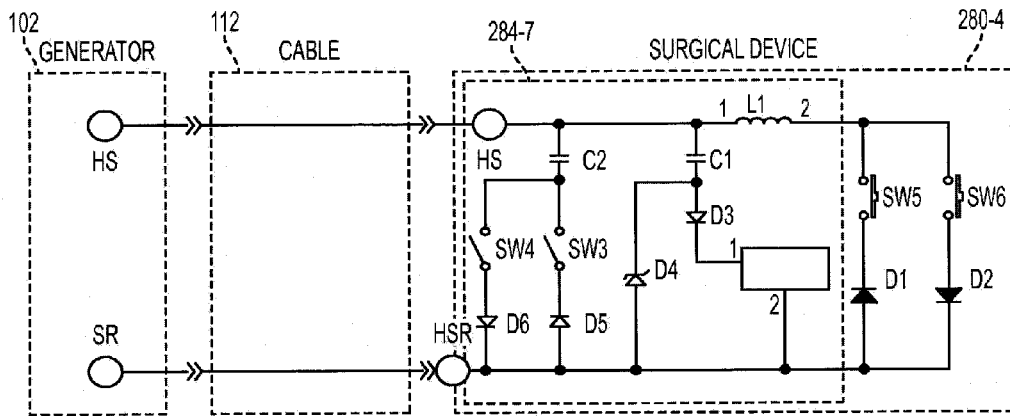 102
112
284-7
280-4
GENERATOR
CABLE
SURGICAL DEVICE
HS
HS
1 L1 2
C2
C1
SW5
SW6
SW4
SW3
D3
D4
1
2
D1
D2
SR
HSR
D6
D5